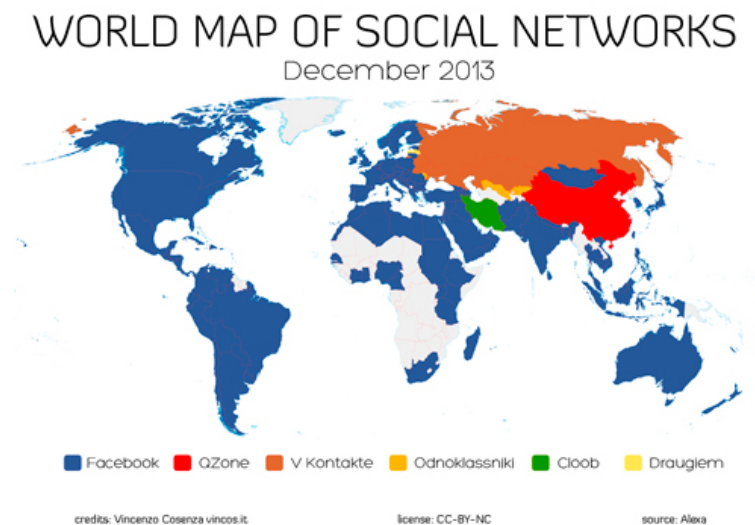 WORLD MAP OF SOCIAL NETWORKS
December 2013
Facebook QZone V Kontakte Odnoklassniki Cloob Draugiem
credits: Vincenzo Cosenza vincos.it license: CC-BY-NC source: Alexa